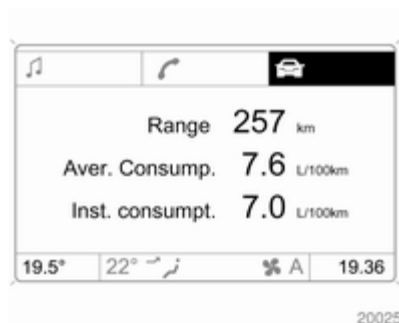 Range 257 km
Aver. Consump. 7.6 L/100km
Inst. consumpt. 7.0 L/100km
19.5° 22° A 19.36
20025